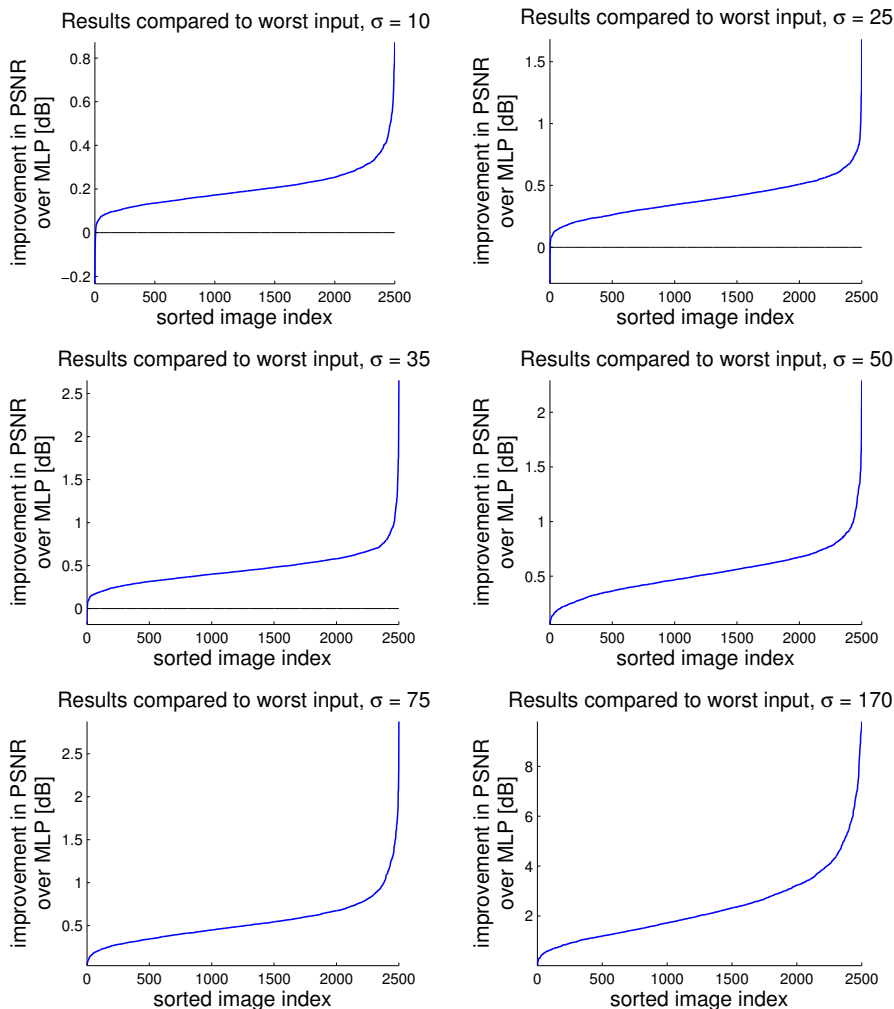 Results compared to worst input, σ = 10
improvement in PSNR
over MLP [dB]
0.8
0.6
0.4
0.2
0
−0.2
0 500 1000 1500 2000 2500
sorted image index
Results compared to worst input, σ = 25
improvement in PSNR
over MLP [dB]
1.5
1
0.5
0
0 500 1000 1500 2000 2500
sorted image index
Results compared to worst input, σ = 35
improvement in PSNR
over MLP [dB]
2.5
2
1.5
1
0.5
0
0 500 1000 1500 2000 2500
sorted image index
Results compared to worst input, σ = 50
improvement in PSNR
over MLP [dB]
2
1.5
1
0.5
0 500 1000 1500 2000 2500
sorted image index
Results compared to worst input, σ = 75
improvement in PSNR
over MLP [dB]
2.5
2
1.5
1
0.5
0 500 1000 1500 2000 2500
sorted image index
Results compared to worst input, σ = 170
improvement in PSNR
over MLP [dB]
8
6
4
2
0 500 1000 1500 2000 2500
sorted image index